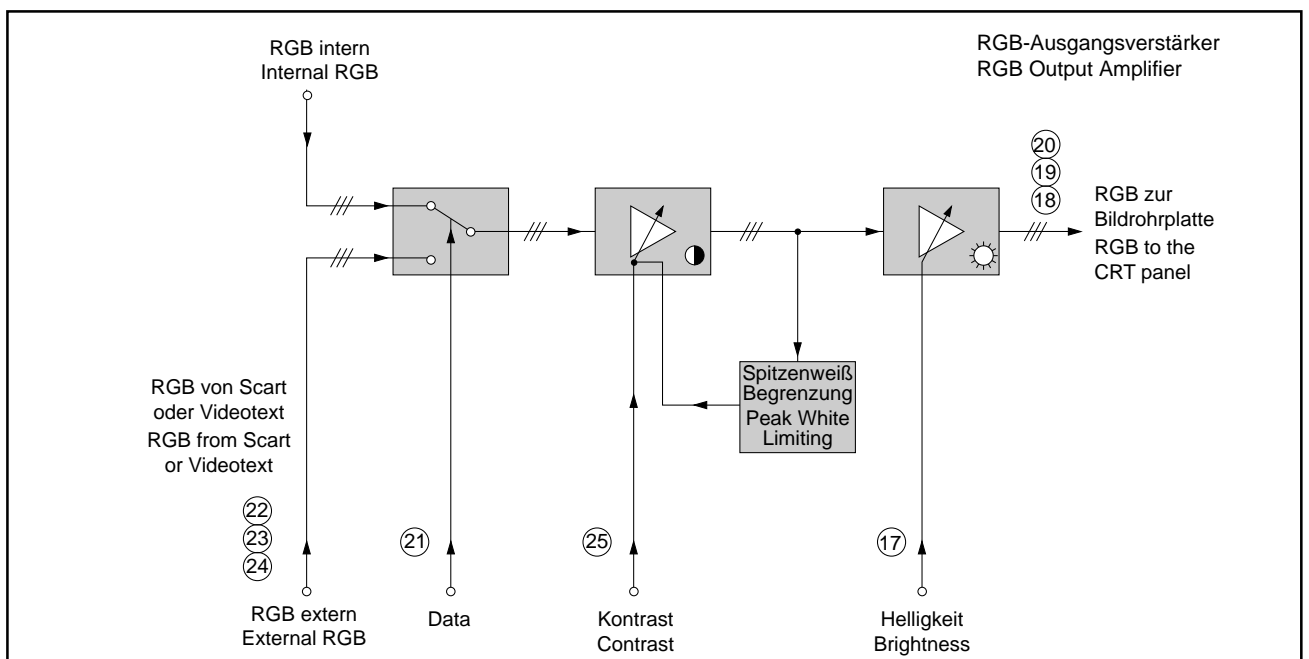 RGB intern
Internal RGB
RGB-Ausgangsverstärker
RGB Output Amplifier
20
19
18
RGB zur
Bildrohrplatte
RGB to the
CRT panel
Spitzenweiß
Begrenzung
Peak White
Limiting
RGB von Scart
oder Videotext
RGB from Scart
or Videotext
22
23
24
21
25
17
RGB extern
External RGB
Data
Kontrast
Contrast
Helligkeit
Brightness